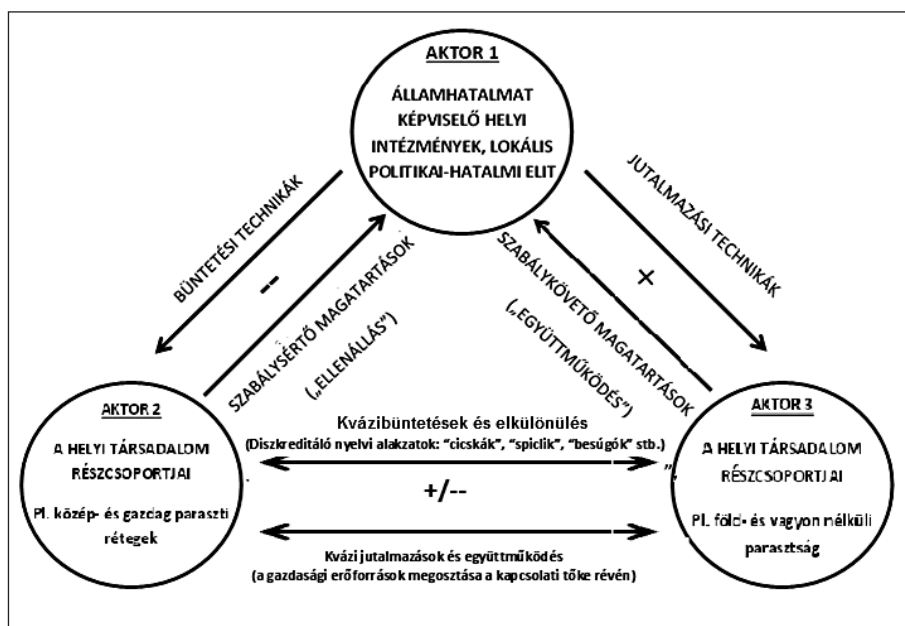 AKTOR 1
ÁLLAMHATALMAT
KÉPVISELŐ HELYI
INTÉZMÉNYEK, LOKÁLIS
POLITIKAI-HATALMI ELIT
BÜNTETÉSI TECHNIKÁK
--
SZABÁLYSÉRTŐ MAGATARTÁSOK
(„ELLENÁLLÁS”)
JUTALMAZÁSI TECHNIKÁK
+
SZABÁLYKÖVETŐ MAGATARTÁSOK
(„EGYÜTTMŰKÖDÉS”)
AKTOR 2
A HELYI TÁRSADALOM
RÉSZCSOPORTJAI
Pl. közép- és gazdag paraszti
rétegek
Kvázibüntetések és elkülönülés
(Diszkreditáló nyelvi alakzatok: “cicskák”, “spiclik”, “besúgók” stb.)
+/--
Kvázi jutalmazások és együttműködés
(a gazdasági erőforrások megosztása a kapcsolati tőke révén)
AKTOR 3
A HELYI TÁRSADALOM
RÉSZCSOPORTJAI
Pl. föld- és vagyon nélküli
parasztság